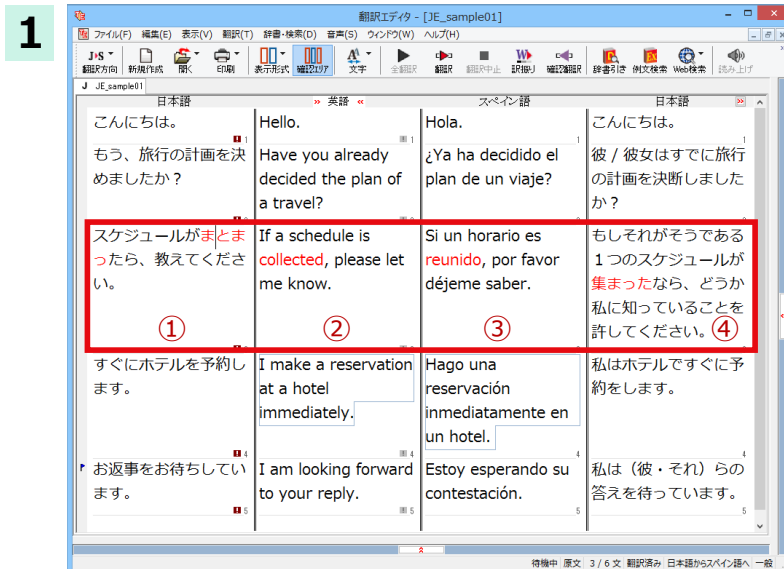 1
翻訳エディタ - [JE_sample01]
ファイル(F) 編集(E) 表示(V) 翻訳(T) 辞書・検索(D) 音声(S) ウィンドウ(W) ヘルプ(H)
J▸S
翻訳方向 新規作成 開く 印刷 表示形式 確認エリア 文字 全翻訳 翻訳 翻訳中止 訳振り 確認翻訳 辞書引き 例文検索 Web検索 読み上げ
J JE_sample01
日本語 » 英語 « スペイン語 日本語 »
こんにちは。
1
Hello.
1
Hola.
1
こんにちは。
1
もう、旅行の計画を決
めましたか？
Have you already
decided the plan of
a travel?
¿Ya ha decidido el
plan de un viaje?
彼 / 彼女はすでに旅行
の計画を決断しました
か？
スケジュールがまとま
ったら、教えてくださ
い。
①
If a schedule is
collected, please let
me know.
②
Si un horario es
reunido, por favor
déjeme saber.
③
もしそれがそうである
１つのスケジュールが
集まったなら、どうか
私に知っていることを
許してください。④
すぐにホテルを予約し
ます。
4
I make a reservation
at a hotel
immediately.
4
Hago una
reservación
inmediatamente en
un hotel.
4
私はホテルですぐに予
約をします。
4
お返事をお待ちしてい
ます。
5
I am looking forward
to your reply.
5
Estoy esperando su
contestación.
5
私は（彼・それ）らの
答えを待っています。
5
待機中 原文 3 / 6 文 翻訳済み 日本語からスペイン語へ 一般